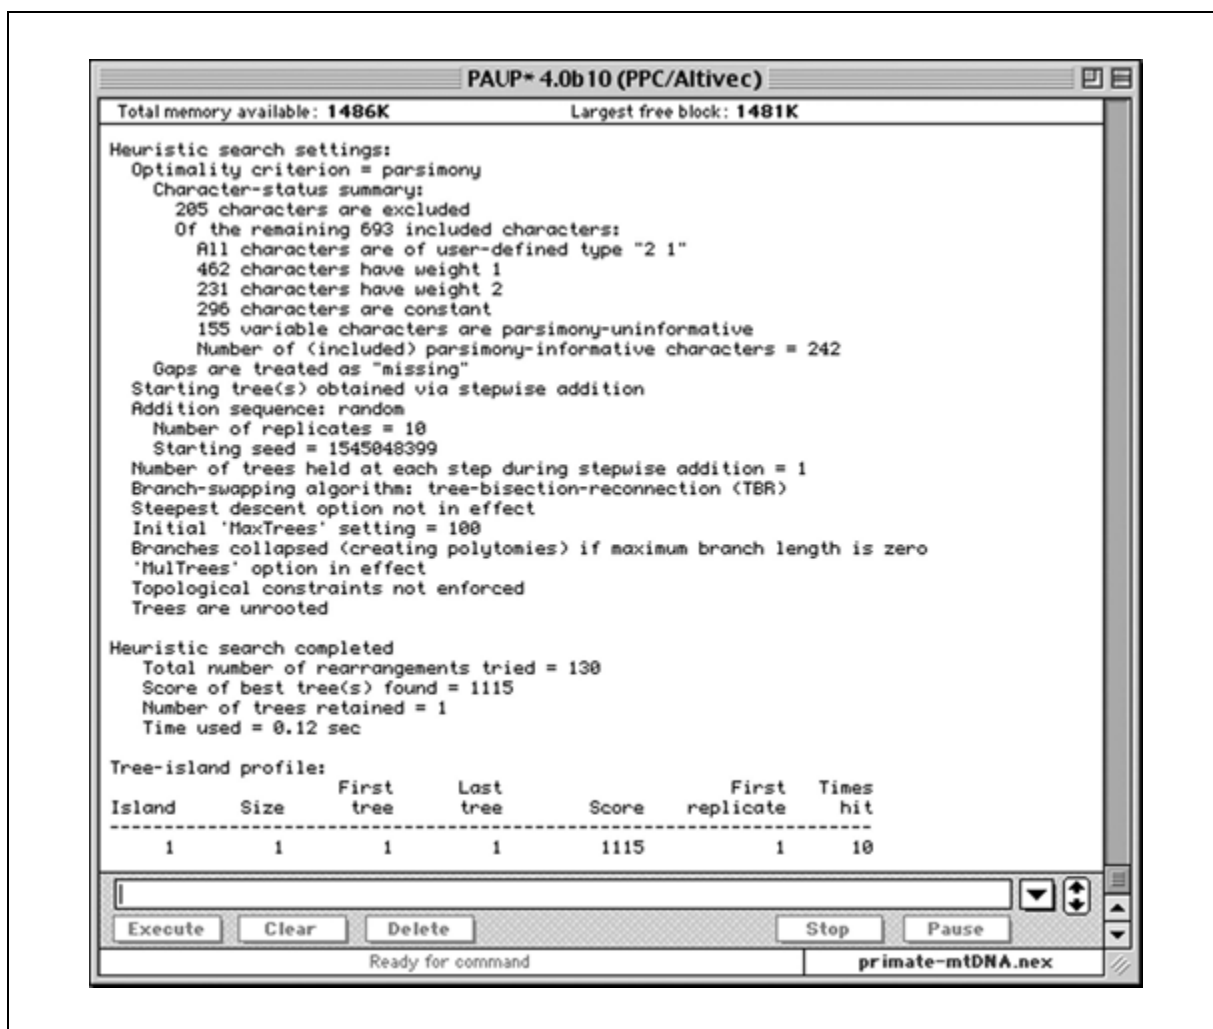 PAUP* 4.0b10 (PPC/Altivec)
Total memory available: 1486K Largest free block: 1481K
Heuristic search settings:
Optimality criterion = parsimony
Character-status summary:
205 characters are excluded
Of the remaining 693 included characters:
All characters are of user-defined type "2 1"
462 characters have weight 1
231 characters have weight 2
296 characters are constant
155 variable characters are parsimony-uninformative
Number of (included) parsimony-informative characters = 242
Gaps are treated as "missing"
Starting tree(s) obtained via stepwise addition
Addition sequence: random
Number of replicates = 10
Starting seed = 1545048399
Number of trees held at each step during stepwise addition = 1
Branch-swapping algorithm: tree-bisection-reconnection (TBR)
Steepest descent option not in effect
Initial 'MaxTrees' setting = 100
Branches collapsed (creating polytomies) if maximum branch length is zero
'MulTrees' option in effect
Topological constraints not enforced
Trees are unrooted
Heuristic search completed
Total number of rearrangements tried = 130
Score of best tree(s) found = 1115
Number of trees retained = 1
Time used = 0.12 sec
Tree-island profile:
First Last First Times
Island Size tree tree Score replicate hit
----------------------------------------------------------------------
1 1 1 1 1115 1 10
Execute Clear Delete Stop Pause
Ready for command primate-mtDNA.nex